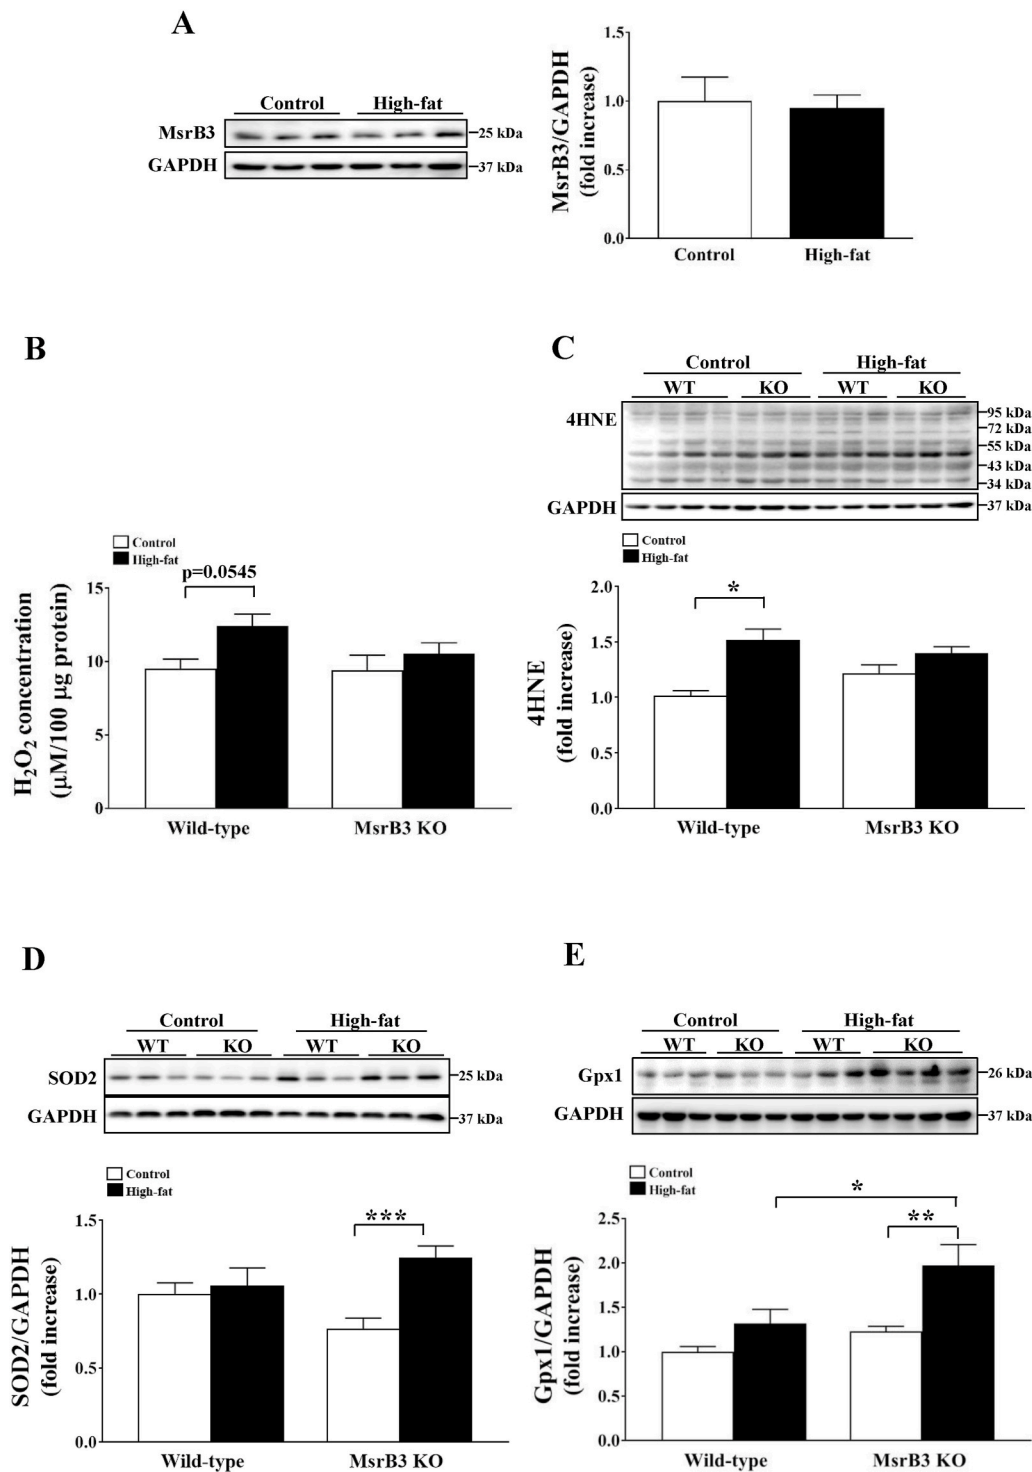 A
Control High-fat
MsrB3 25 kDa
GAPDH 37 kDa
MsrB3/GAPDH
(fold increase)
1.5
1.0
0.5
0.0
Control High-fat
B
Control
High-fat
p=0.0545
H2O2 concentration
(μM/100 μg protein)
15
10
5
0
Wild-type MsrB3 KO
C
Control High-fat
WT KO WT KO
4HNE
95 kDa
72 kDa
55 kDa
43 kDa
34 kDa
GAPDH 37 kDa
Control
High-fat
*
4HNE
(fold increase)
2.0
1.5
1.0
0.5
0.0
Wild-type MsrB3 KO
D
Control High-fat
WT KO WT KO
SOD2 25 kDa
GAPDH 37 kDa
Control
High-fat
***
SOD2/GAPDH
(fold increase)
1.5
1.0
0.5
0.0
Wild-type MsrB3 KO
E
Control High-fat
WT KO WT KO
Gpx1 26 kDa
GAPDH 37 kDa
Control
High-fat
*
**
Gpx1/GAPDH
(fold increase)
2.5
2.0
1.5
1.0
0.5
0.0
Wild-type MsrB3 KO